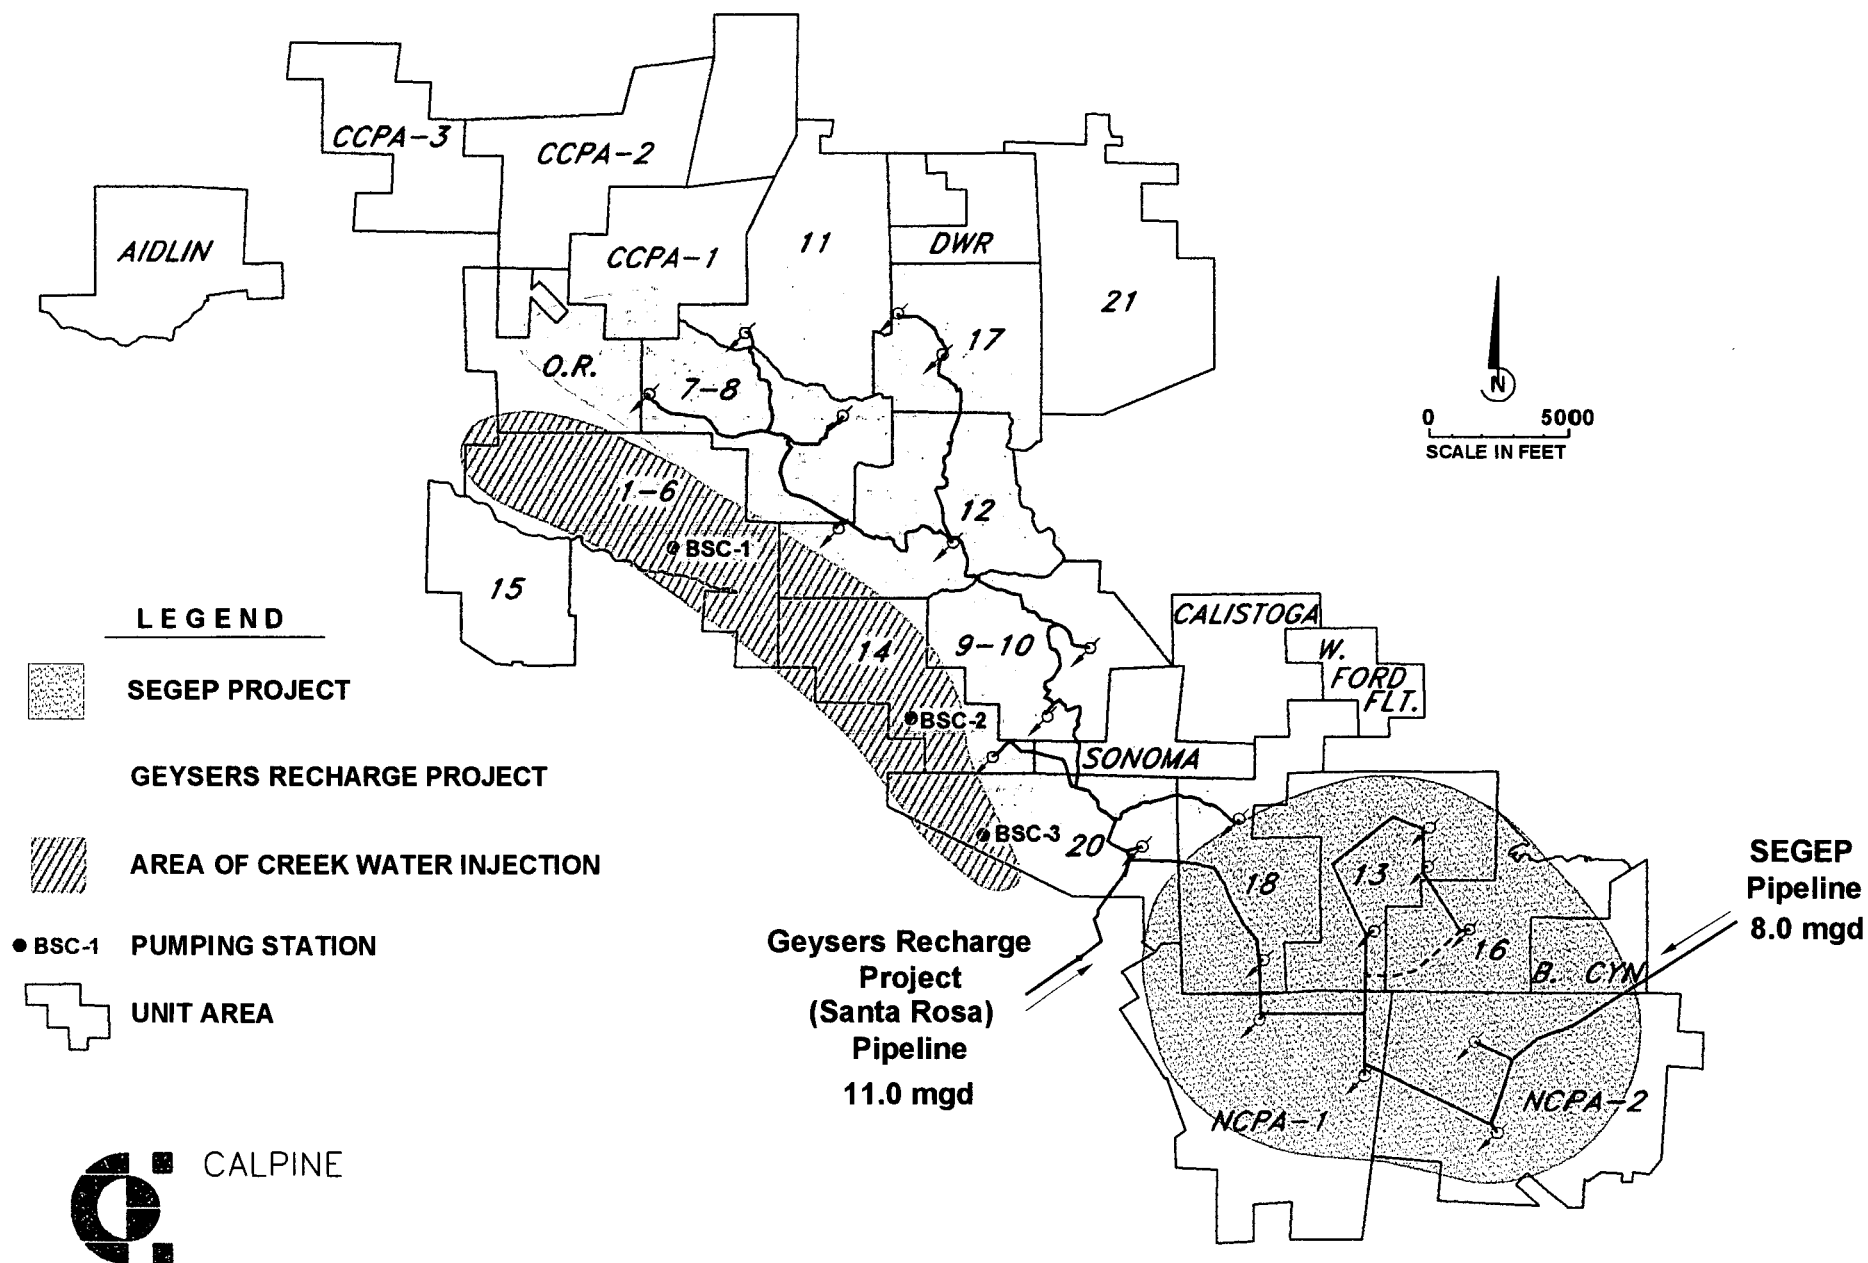 CCPA-3
CCPA-2
AIDLIN
CCPA-1
11
DWR
21
O.R.
7-8
17
N
0 5000
SCALE IN FEET
1-6
12
BSC-1
15
LEGEND
SEGEP PROJECT
GEYSERS RECHARGE PROJECT
AREA OF CREEK WATER INJECTION
BSC-1 PUMPING STATION
UNIT AREA
14
9-10
CALISTOGA
W.
FORD
FLT.
BSC-2
SONOMA
BSC-3
20
18
13
16
B. CYN
SEGEP
Pipeline
8.0 mgd
Geysers Recharge
Project
(Santa Rosa)
Pipeline
11.0 mgd
NCPA-1
NCPA-2
CALPINE